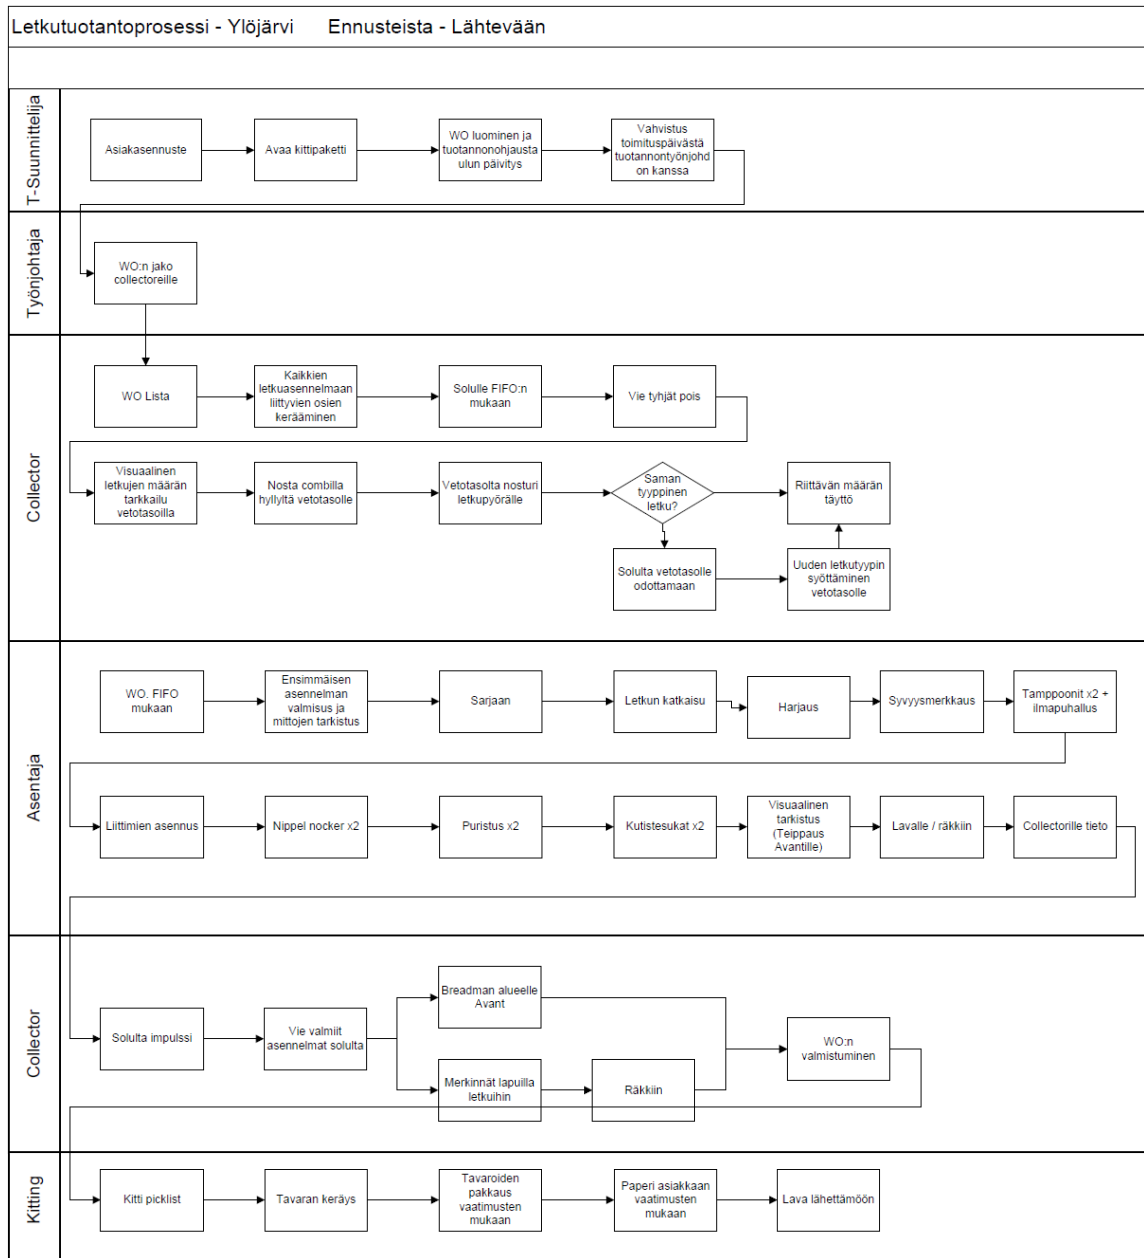 Letkutuotantoprosessi - Ylöjärvi Ennusteista - Lähtevään
T-Suunnittelija
Asiakasennuste
Avaa kittipaketti
WO luominen ja
tuotannonohjausta
ulun päivitys
Vahvistus
toimituspäivästä
tuotannontyönjohd
on kanssa
Työnjohtaja
WO:n jako
collectoreille
Collector
WO Lista
Kaikkien
letkuasennelmaan
liittyvien osien
kerääminen
Solulle FIFO:n
mukaan
Vie tyhjät pois
Visuaalinen
letkujen määrän
tarkkailu
vetotasoilla
Nosta combilla
hyllyltä vetotasolle
Vetotasolta nosturi
letkupyörälle
Saman
tyyppinen
letku?
Riittävän määrän
täyttö
Solulta vetotasolle
odottamaan
Uuden letkutyypin
syöttäminen
vetotasolle
Asentaja
WO. FIFO
mukaan
Ensimmäisen
asennelman
valmisus ja
mittojen tarkistus
Sarjaan
Letkun katkaisu
Harjaus
Syvyysmerkkaus
Tamppoonit x2 +
ilmapuhallus
Liittimien asennus
Nippel nocker x2
Puristus x2
Kutistesukat x2
Visuaalinen
tarkistus
(Teippaus
Avantille)
Lavalle / räkkiin
Collectorille tieto
Collector
Solulta impulssi
Vie valmiit
asennelmat solulta
Breadman alueelle
Avant
Merkinnät lapuilla
letkuihin
Räkkiin
WO:n
valmistuminen
Kitting
Kitti picklist
Tavaran keräys
Tavaroiden
pakkaus
vaatimusten
mukaan
Paperi asiakkaan
vaatimusten
mukaan
Lava lähettämöön